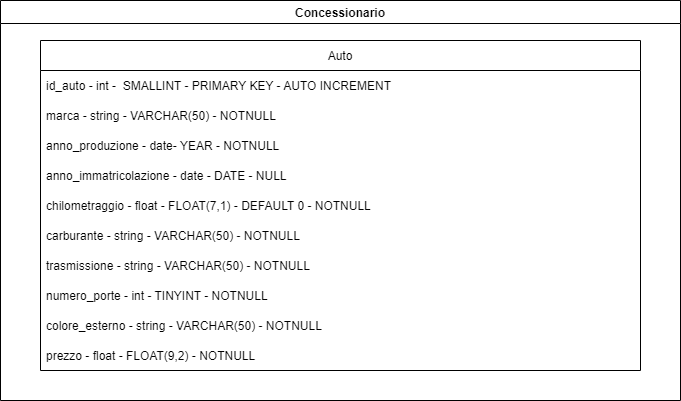 Concessionario
Auto
id_auto - int - SMALLINT - PRIMARY KEY - AUTO INCREMENT
marca - string - VARCHAR(50) - NOTNULL
anno_produzione - date- YEAR - NOTNULL
anno_immatricolazione - date - DATE - NULL
chilometraggio - float - FLOAT(7,1) - DEFAULT 0 - NOTNULL
carburante - string - VARCHAR(50) - NOTNULL
trasmissione - string - VARCHAR(50) - NOTNULL
numero_porte - int - TINYINT - NOTNULL
colore_esterno - string - VARCHAR(50) - NOTNULL
prezzo - float - FLOAT(9,2) - NOTNULL